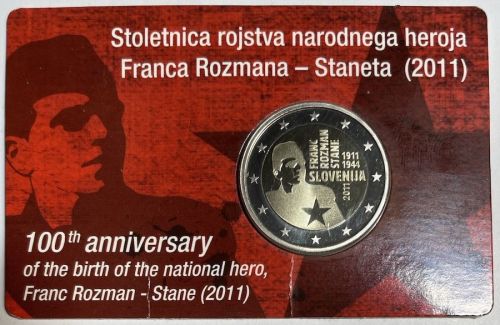 Stoletnica rojstva narodnega heroja
Franca Rozmana – Staneta (2011)
FRANC
ROZMAN
STANE
1911
1944
SLOVENIJA
2011
100th anniversary
of the birth of the national hero,
Franc Rozman - Stane (2011)